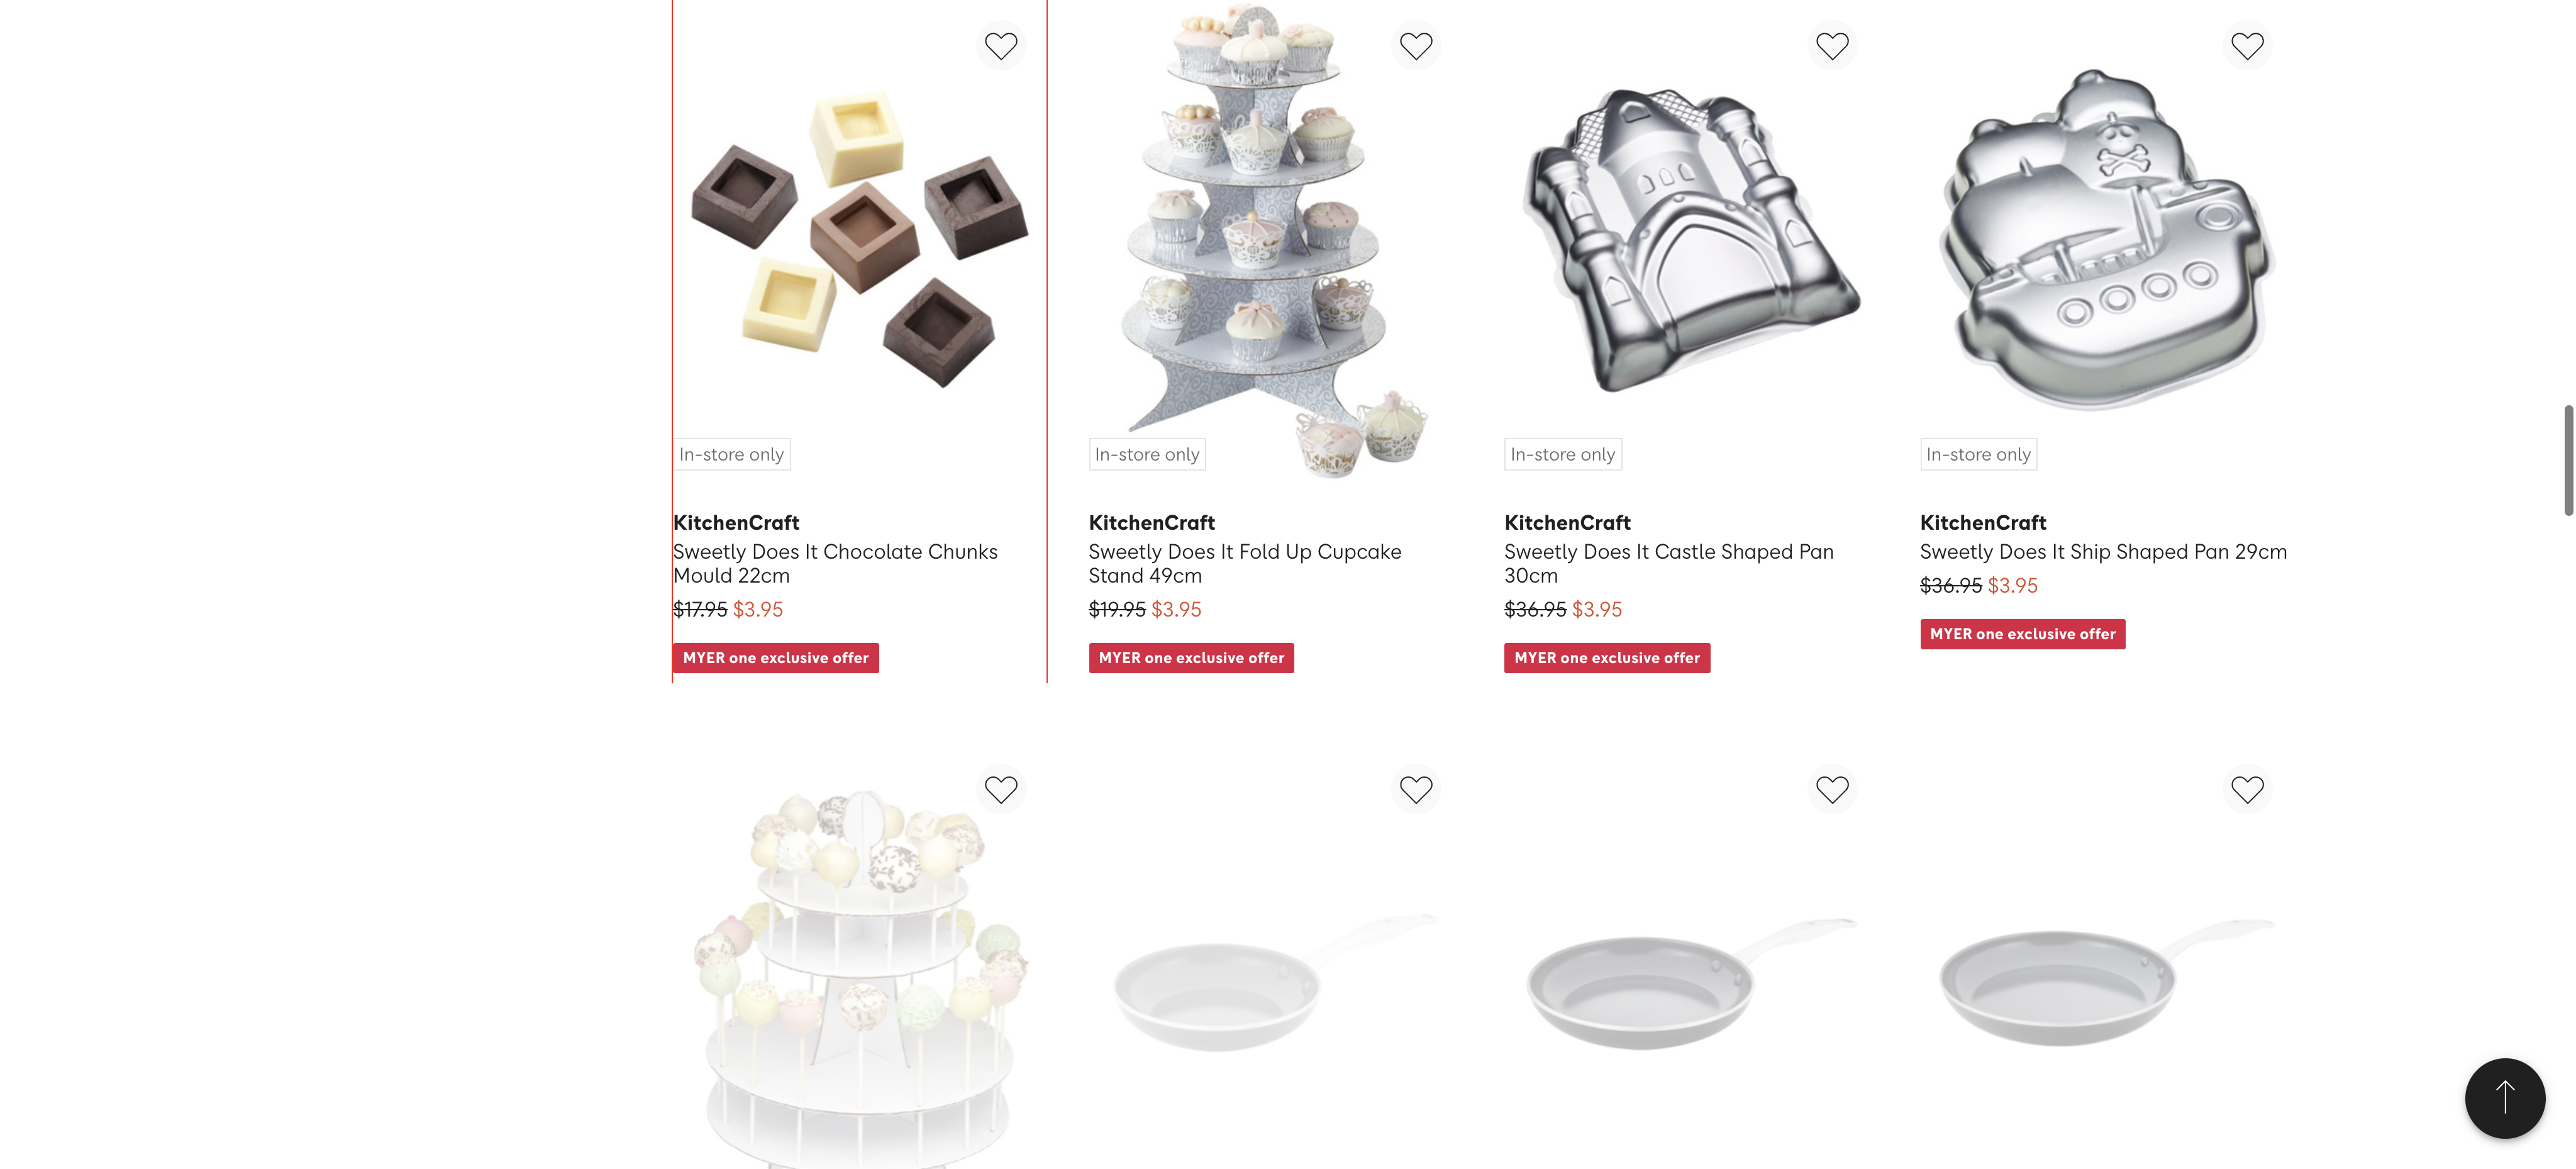 In-store only
In-store only
In-store only
In-store only
KitchenCraft
Sweetly Does It Chocolate Chunks
Mould 22cm
$17.95 $3.95
MYER one exclusive offer
KitchenCraft
Sweetly Does It Fold Up Cupcake
Stand 49cm
$19.95 $3.95
MYER one exclusive offer
KitchenCraft
Sweetly Does It Castle Shaped Pan
30cm
$36.95 $3.95
MYER one exclusive offer
KitchenCraft
Sweetly Does It Ship Shaped Pan 29cm
$36.95 $3.95
MYER one exclusive offer